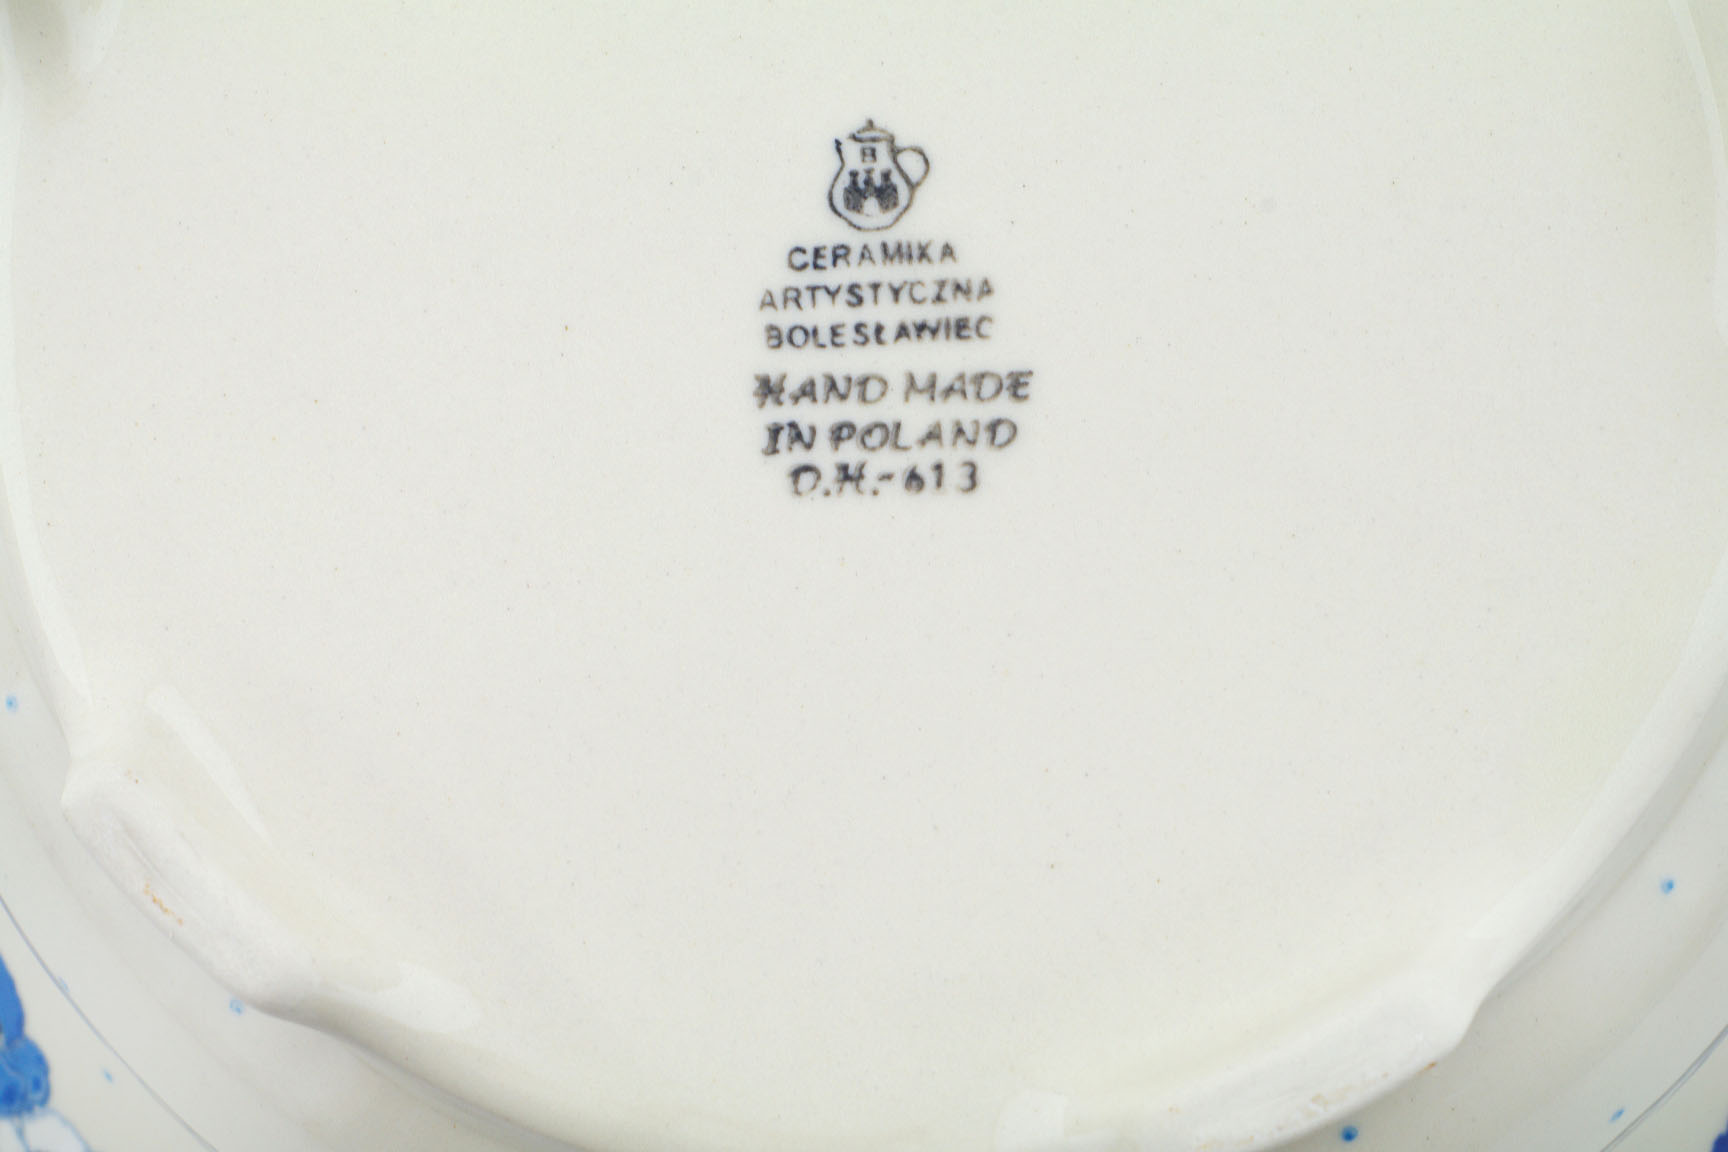 CERAMIKA
ARTYSTYCZNA
BOLESŁAWIEC
HAND MADE
IN POLAND
D.H.-613